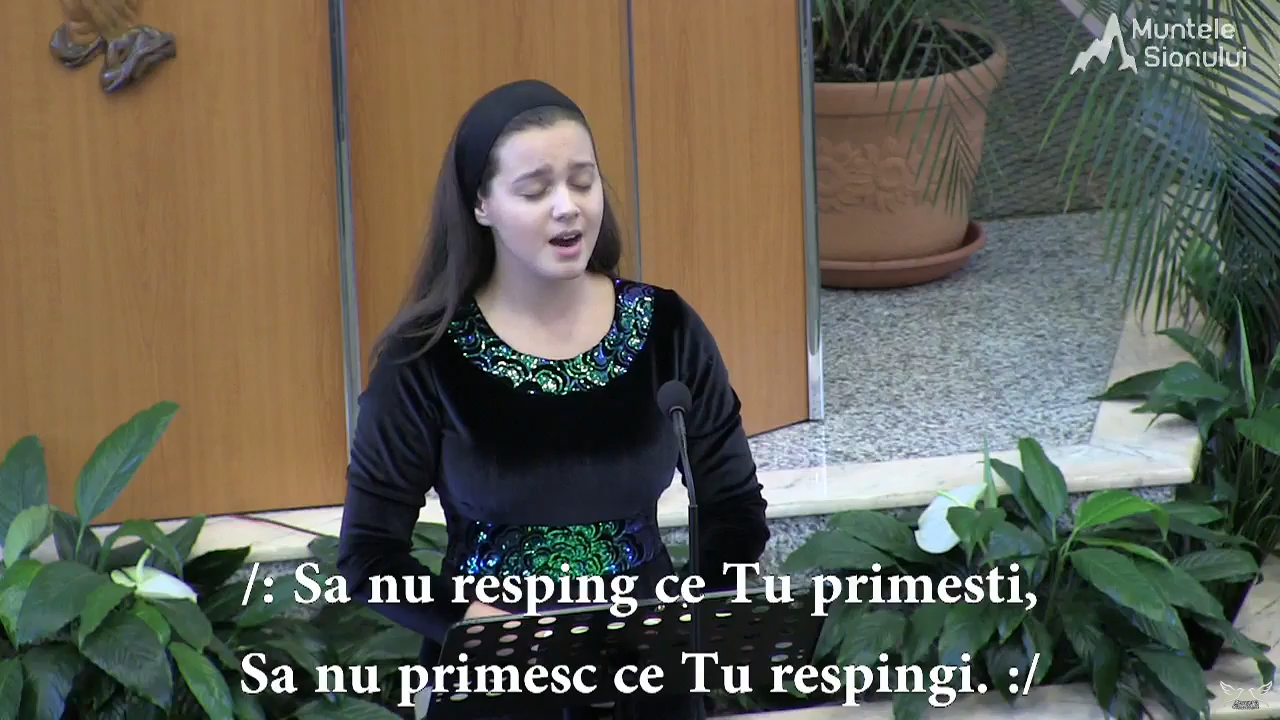 Muntele
Sionului
/: Sa nu resping ce Tu primesti,
Sa nu primesc ce Tu respingi. :/